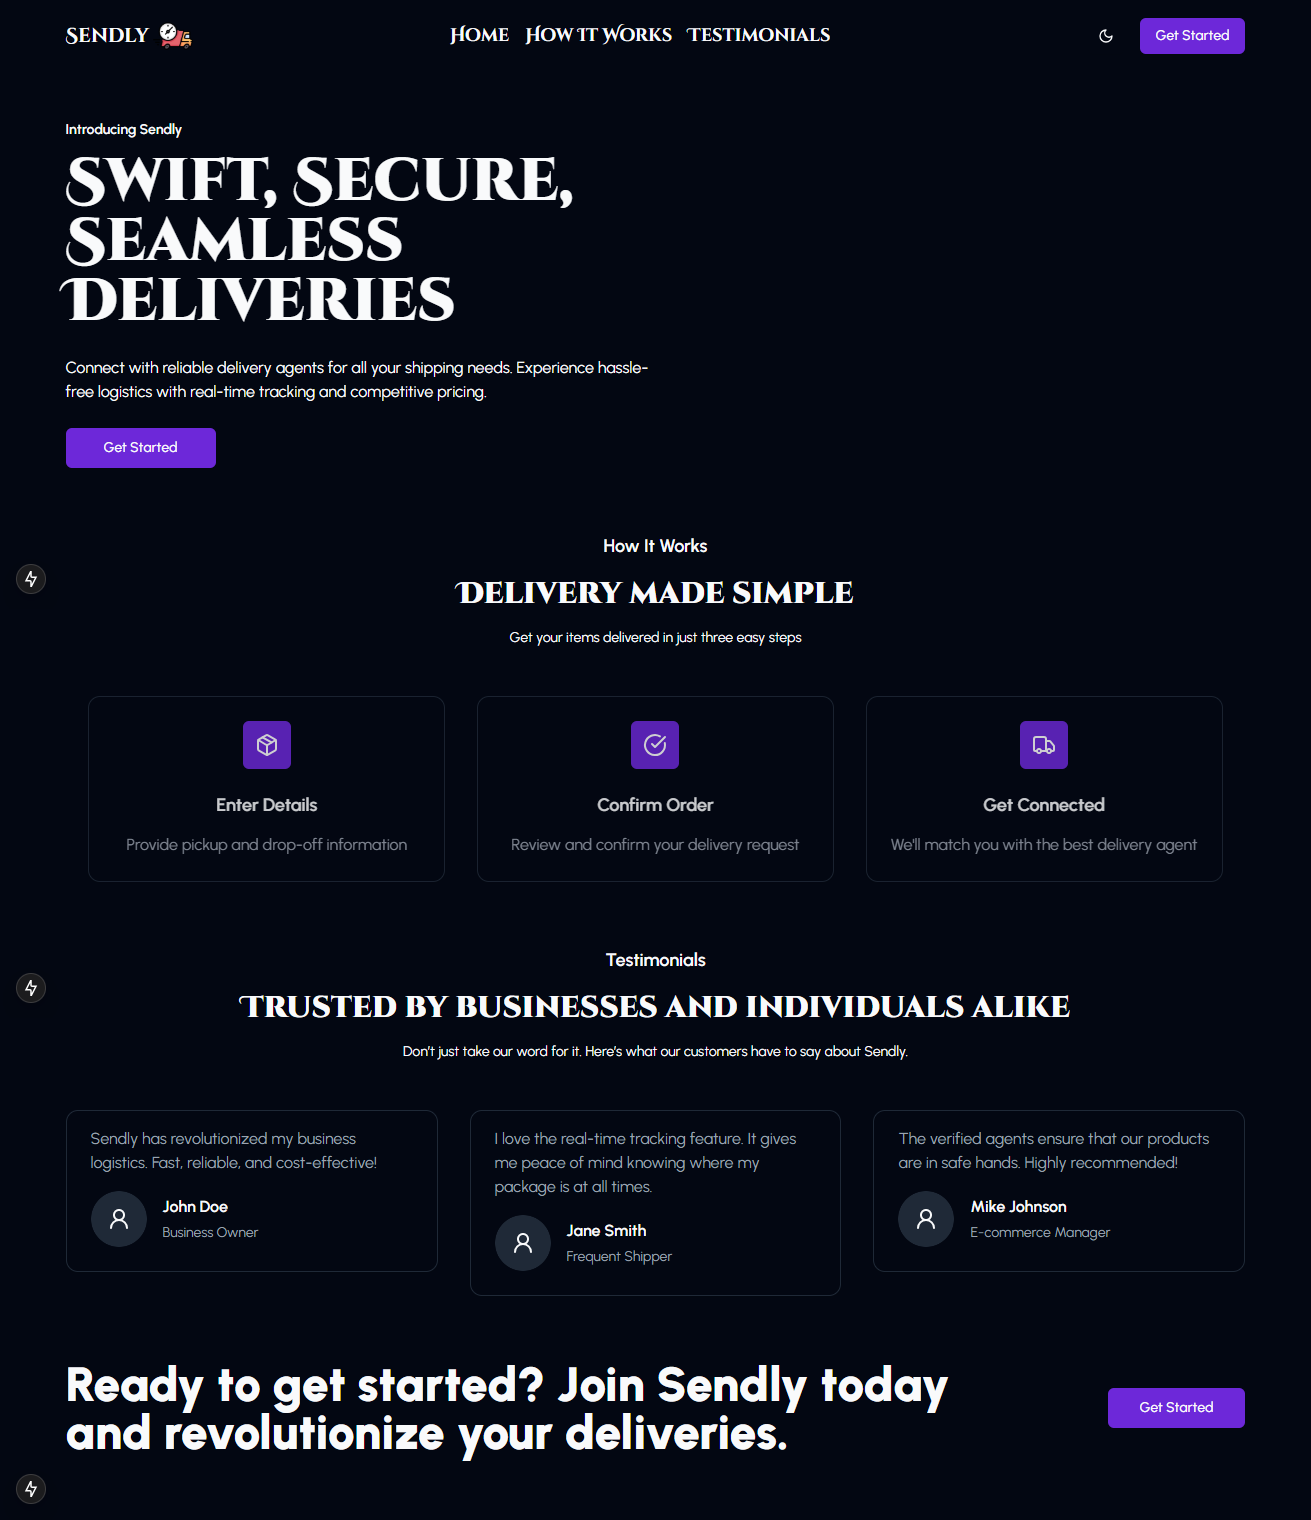 Sendly
Home How It Works Testimonials
Get Started
Introducing Sendly
Swift, Secure,
Seamless
Deliveries
Connect with reliable delivery agents for all your shipping needs. Experience hassle-
free logistics with real-time tracking and competitive pricing.
Get Started
How It Works
Delivery made simple
Get your items delivered in just three easy steps
Enter Details
Provide pickup and drop-off information
Confirm Order
Review and confirm your delivery request
Get Connected
We'll match you with the best delivery agent
Testimonials
Trusted by businesses and individuals alike
Don't just take our word for it. Here's what our customers have to say about Sendly.
Sendly has revolutionized my business
logistics. Fast, reliable, and cost-effective!
John Doe
Business Owner
I love the real-time tracking feature. It gives
me peace of mind knowing where my
package is at all times.
Jane Smith
Frequent Shipper
The verified agents ensure that our products
are in safe hands. Highly recommended!
Mike Johnson
E-commerce Manager
Ready to get started? Join Sendly today
and revolutionize your deliveries.
Get Started